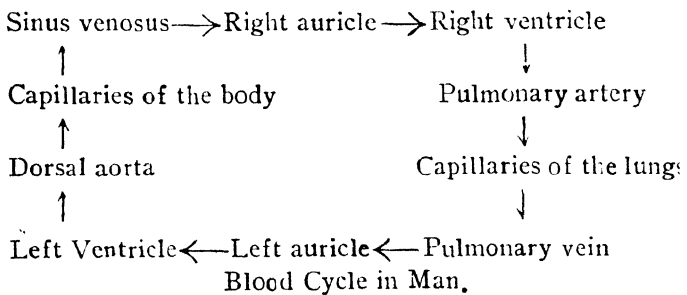 Sinus venosus→Right auricle→Right ventricle
Capillaries of the body Pulmonary artery
Dorsal aorta Capillaries of the lungs
Left Ventricle←Left auricle←Pulmonary vein
Blood Cycle in Man.